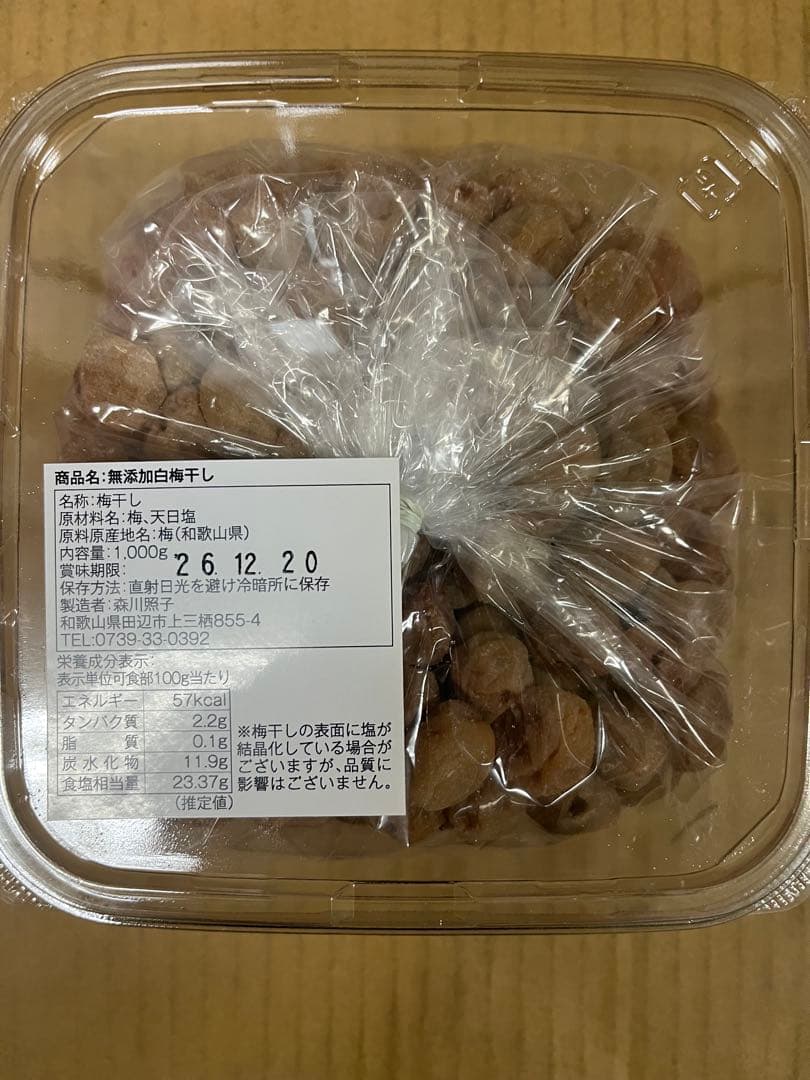 商品名:無添加白梅干し
名称:梅干し
原材料名:梅、天日塩
原料原産地名:梅(和歌山県)
内容量:1,000g
賞味期限: '26.12.20
保存方法:直射日光を避け冷暗所に保存
製造者:森川照子
和歌山県田辺市上三栖855-4
TEL:0739-33-0392
栄養成分表示:
表示単位可食部100g当たり
エネルギー 57kcal
タンパク質 2.2g
脂質 0.1g
炭水化物 11.9g
食塩相当量 23.37g
(推定値)
※梅干しの表面に塩が
結晶化している場合が
ございますが、品質に
影響はございません。